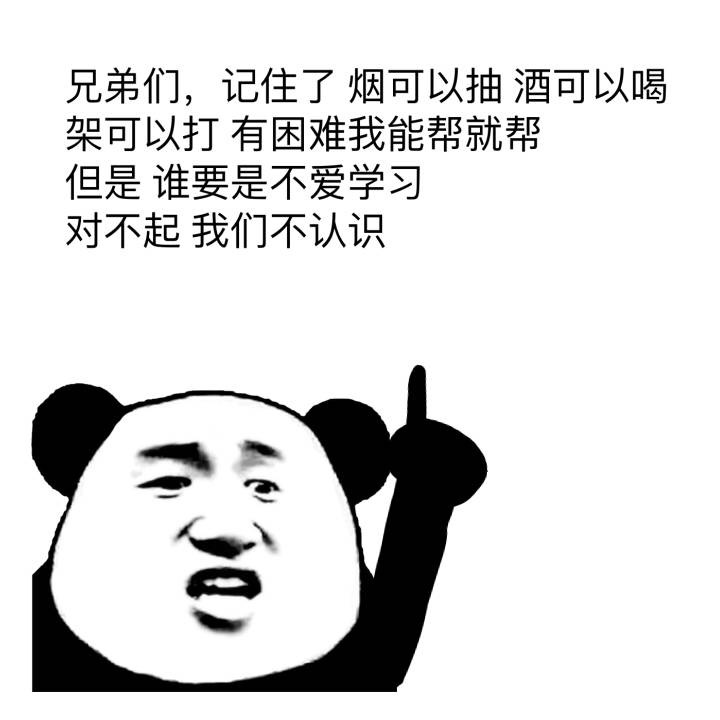 兄弟们，记住了 烟可以抽 酒可以喝
架可以打 有困难我能帮就帮
但是 谁要是不爱学习
对不起 我们不认识